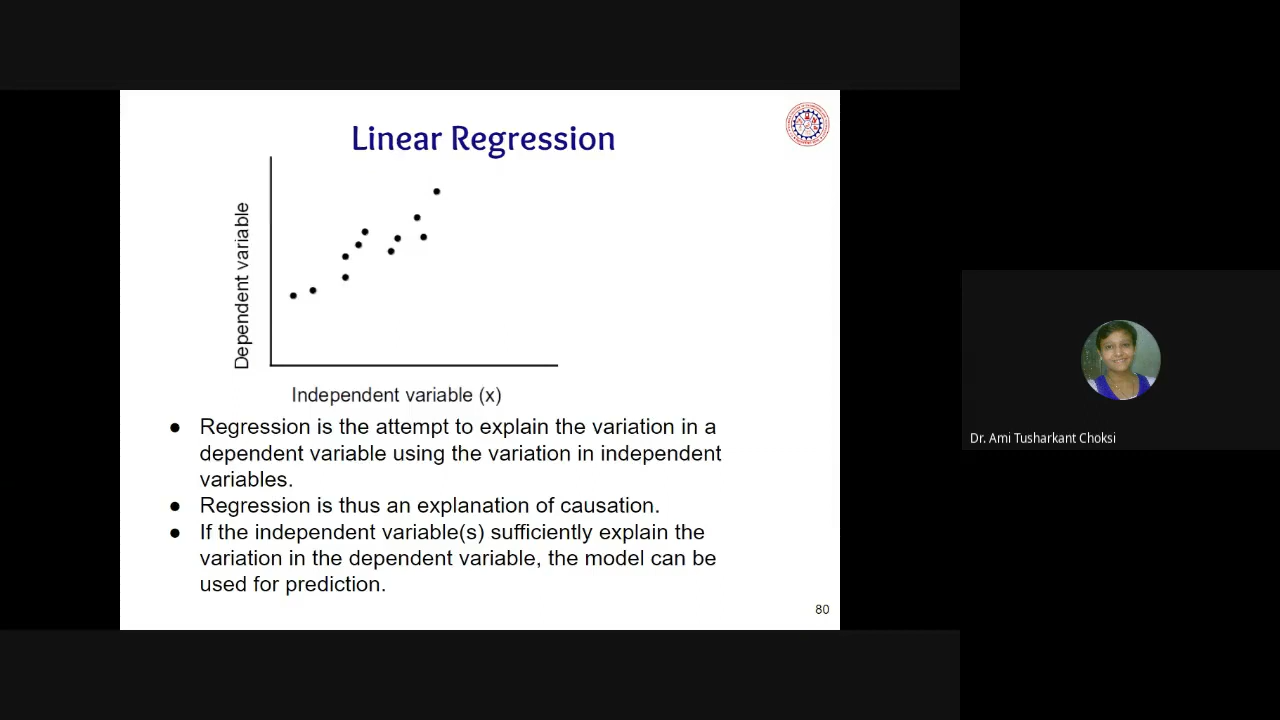 Linear Regression
Dependent variable
Independent variable (x)
● Regression is the attempt to explain the variation in a
dependent variable using the variation in independent
variables.
● Regression is thus an explanation of causation.
● If the independent variable(s) sufficiently explain the
variation in the dependent variable, the model can be
used for prediction.
80
Dr. Ami Tusharkant Choksi